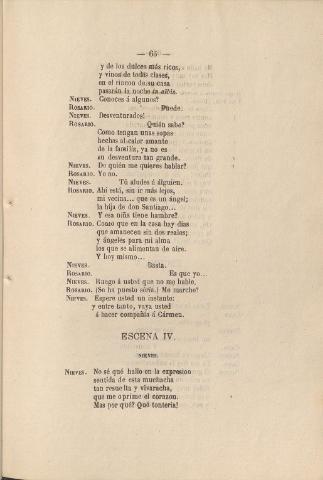 — 65 —
y de los dulces más ricos,
y vinos de todas clases,
en el rincon de su casa
pasarán la noche in albis.
NIEVES. Conoces á algunos?
ROSARIO. Puede.
NIEVES. Desventurados!
ROSARIO. Quién sabe?
Como tengan unas sopas
hechas al calor amante
de la familia, ya no es
su desventura tan grande.
NIEVES. De quién me quieres hablar?
ROSARIO. Yo no.
NIEVES. Tú aludes á alguien.
ROSARIO. Ahí está, sin ir más lejos,
mi vecina... que es un ángel;
la hija de don Santiago...
NIEVES. Y esa niña tiene hambre?
ROSARIO. Como que en la casa hay dias
que amanecen sin dos reales;
y ángeles para mi alma
los que se alimentan de aire.
Y hoy mismo...
NIEVES. Basta.
ROSARIO. Es que yo...
NIEVES. Ruego á usted que no me hable.
ROSARIO. (Se ha puesto séria.) Me marcho?
NIEVES. Espere usted un instante:
y entre tanto, vaya usted
á hacer compañía á Cármen.
ESCENA IV.
NIEVES.
NIEVES. No sé qué hallo en la expresion
sentida de esta muchacha
tan resuelta y vivaracha,
que me oprime el corazon.
Mas por qué? Qué tontería!